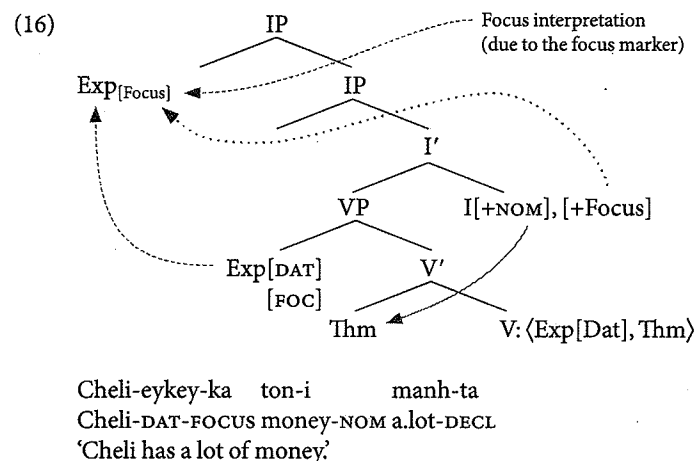 (16)
IP
Focus interpretation
(due to the focus marker)
Exp[Focus]
IP
I′
VP
I[+NOM], [+Focus]
Exp[DAT]
V′
[FOC]
Thm
V: ⟨Exp[Dat], Thm⟩
Cheli-eykey-ka ton-i manh-ta
Cheli-DAT-FOCUS money-NOM a.lot-DECL
‘Cheli has a lot of money.’